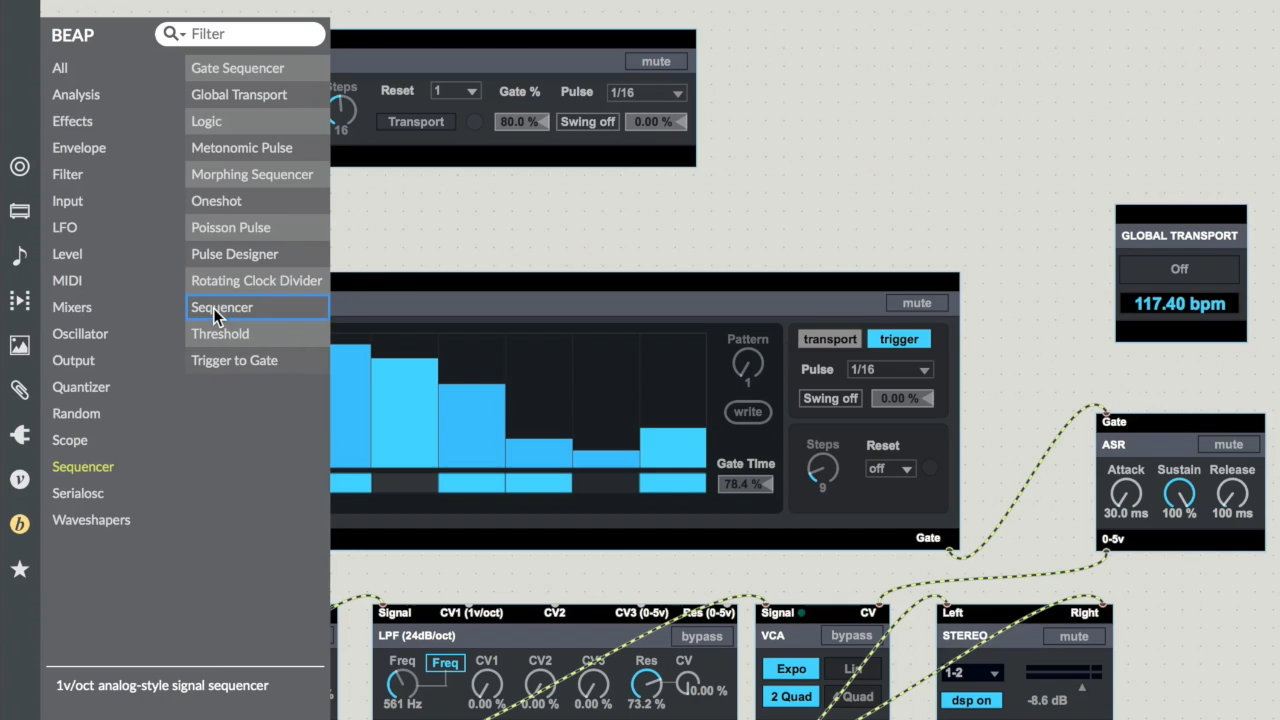 BEAP
Filter
All
Analysis
Effects
Envelope
Filter
Input
LFO
Level
MIDI
Mixers
Oscillator
Output
Quantizer
Random
Scope
Sequencer
Serialosc
Waveshapers
Gate Sequencer
Global Transport
Logic
Metonomic Pulse
Morphing Sequencer
Oneshot
Poisson Pulse
Pulse Designer
Rotating Clock Divider
Sequencer
Threshold
Trigger to Gate
1v/oct analog-style signal sequencer
mute
Steps
16
Reset
1
Gate %
Pulse
1/16
Transport
80.0 %
Swing off
0.00 %
mute
Pattern
1
write
Gate Time
78.4 %
transport
trigger
Pulse
1/16
Swing off
0.00 %
Steps
9
Reset
off
Gate
GLOBAL TRANSPORT
Off
117.40 bpm
Gate
ASR
mute
Attack
Sustain
Release
30.0 ms
100 %
100 ms
0-5v
Signal
CV1 (1v/oct)
CV2
CV3 (0-5v)
Res (0-5v)
LPF (24dB/oct)
bypass
Freq
Freq
CV1
CV2
CV3
Res
CV
561 Hz
0.00 %
0.00 %
0.00 %
73.2 %
0.00 %
Signal
CV
VCA
bypass
Expo
Lin
2 Quad
4 Quad
Left
Right
STEREO
mute
1-2
dsp on
-8.6 dB
b
v